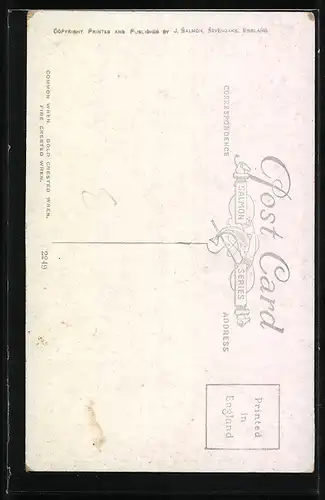 COPYRIGHT. PRINTED AND PUBLISHED BY J. SALMON, SEVENOAKS, ENGLAND
COMMON WREN. GOLD CRESTED WREN.
FIRE CRESTED WREN.
2249
Post Card
SALMON SERIES
CORRESPONDENCE
ADDRESS
Printed
in
England